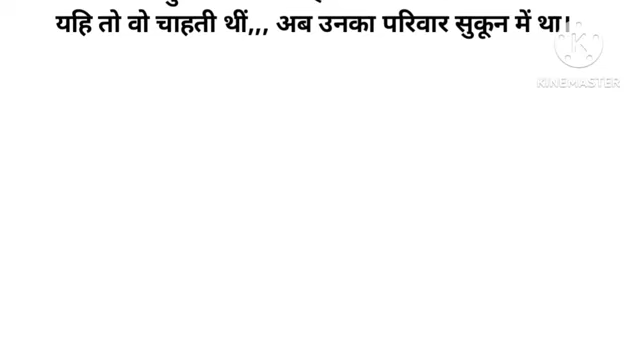 यहि तो वो चाहती थीं,,, अब उनका परिवार सुकून में था।
K
KINEMASTER